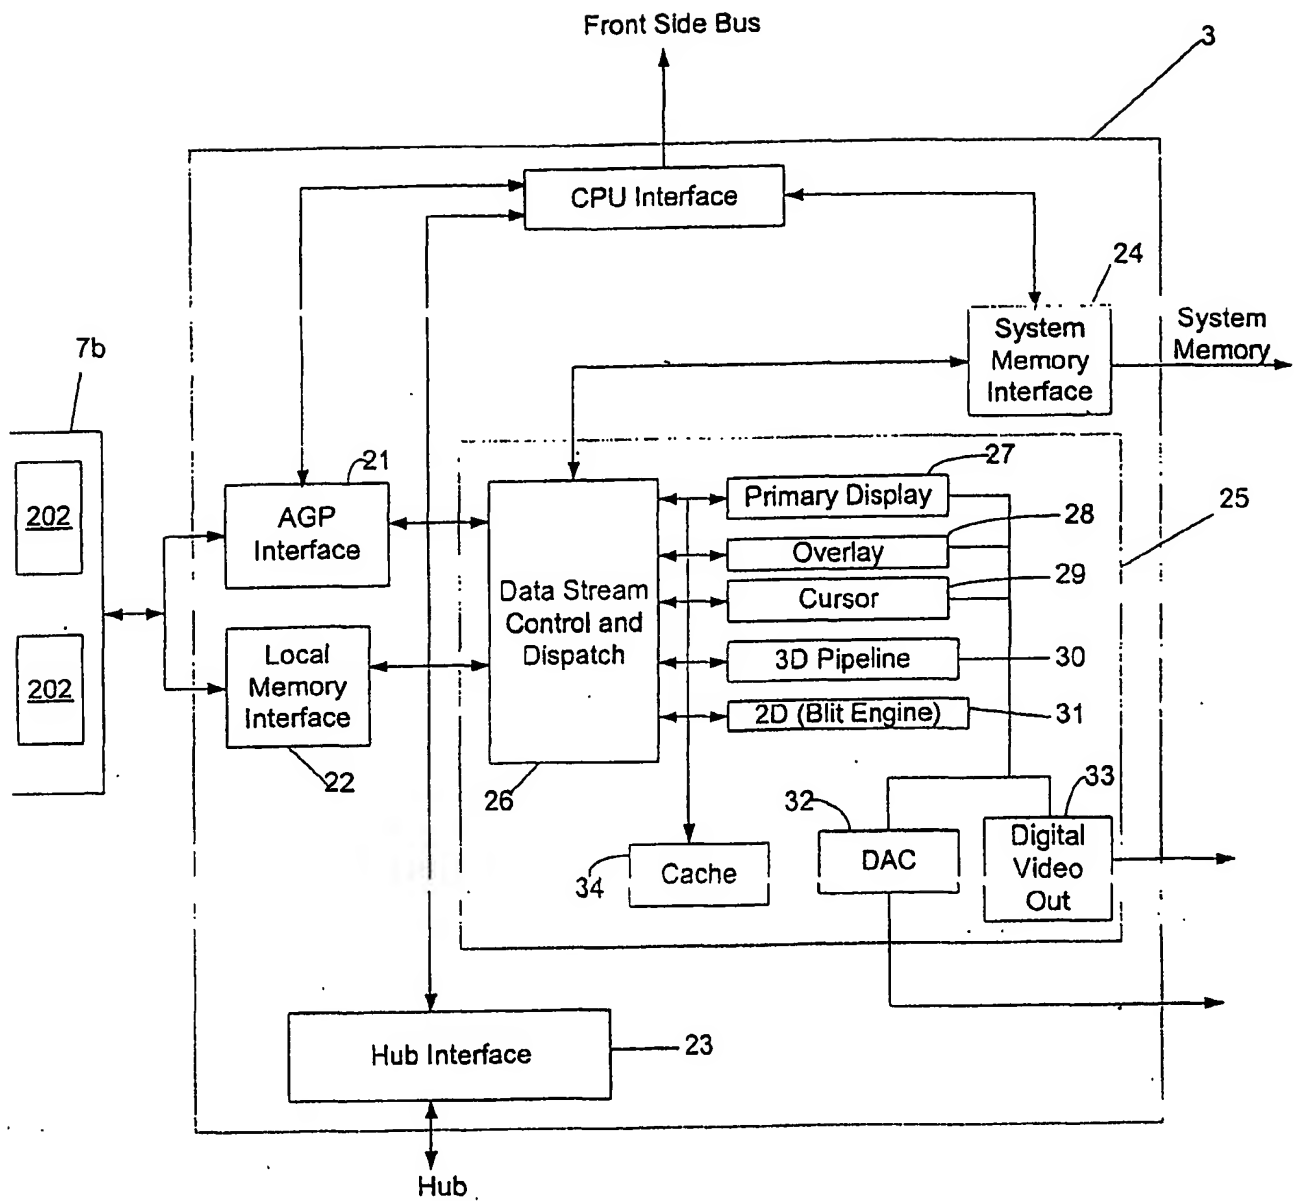 Front Side Bus
3
CPU Interface
24
System
Memory
Interface
System
Memory
7b
202
202
21
AGP
Interface
Local
Memory
Interface
22
Data Stream
Control and
Dispatch
26
27
Primary Display
28
Overlay
29
Cursor
3D Pipeline
30
2D (Blit Engine)
31
25
32
DAC
33
Digital
Video
Out
34
Cache
Hub Interface
23
Hub